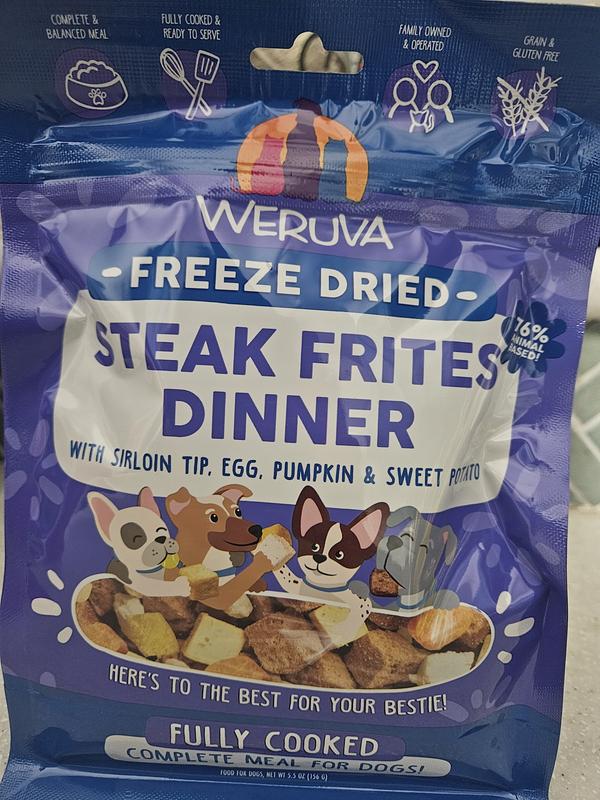 COMPLETE &
BALANCED MEAL
FULLY COOKED &
READY TO SERVE
FAMILY OWNED
& OPERATED
GRAIN &
GLUTEN FREE
WERUVA
-FREEZE DRIED-
STEAK FRITES
DINNER
WITH SIRLOIN TIP, EGG, PUMPKIN & SWEET POTATO
76%
ANIMAL
BASED!
HERE'S TO THE BEST FOR YOUR BESTIE!
FULLY COOKED
COMPLETE MEAL FOR DOGS!
FOOD FOR DOGS, NET WT 5.5 OZ (156 G)